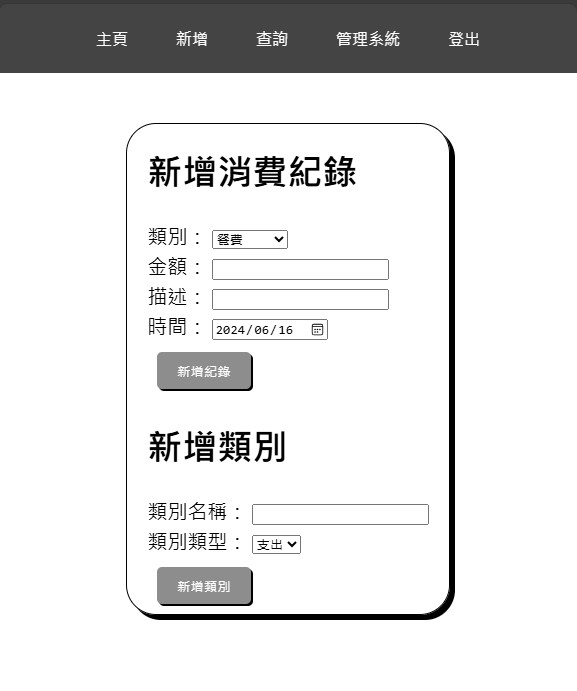 主頁 新增 查詢 管理系統 登出
新增消費紀錄
類別： 餐費
金額：
描述：
時間： 2024/06/16
新增紀錄
新增類別
類別名稱：
類別類型： 支出
新增類別